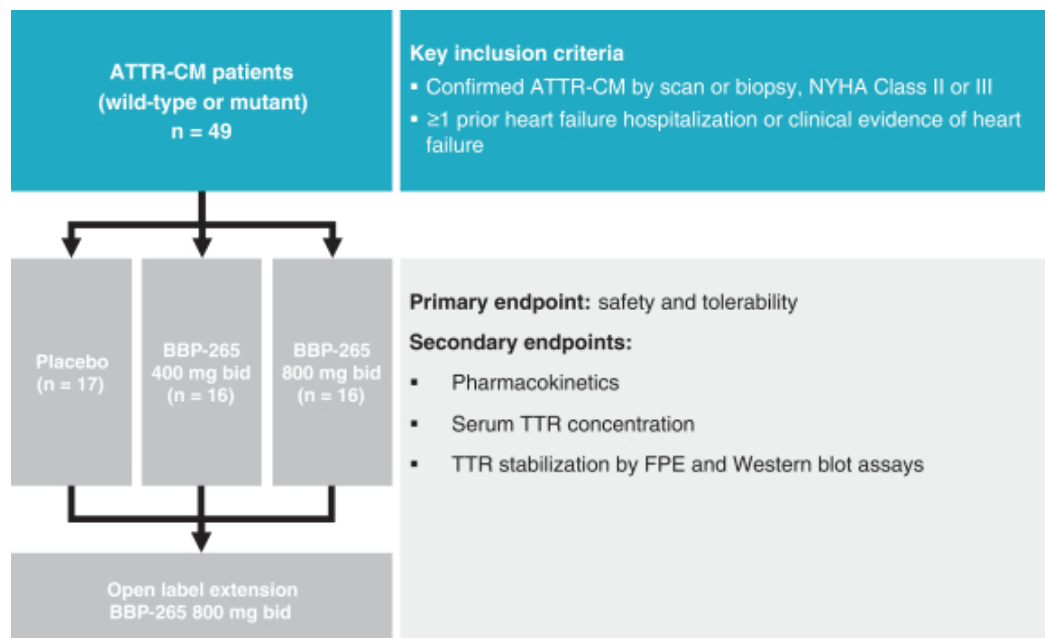 ATTR-CM patients
(wild-type or mutant)
n = 49
Key inclusion criteria
▪ Confirmed ATTR-CM by scan or biopsy, NYHA Class II or III
▪ ≥1 prior heart failure hospitalization or clinical evidence of heart
failure
Placebo
(n = 17)
BBP-265
400 mg bid
(n = 16)
BBP-265
800 mg bid
(n = 16)
Primary endpoint: safety and tolerability
Secondary endpoints:
▪ Pharmacokinetics
▪ Serum TTR concentration
▪ TTR stabilization by FPE and Western blot assays
Open label extension
BBP-265 800 mg bid